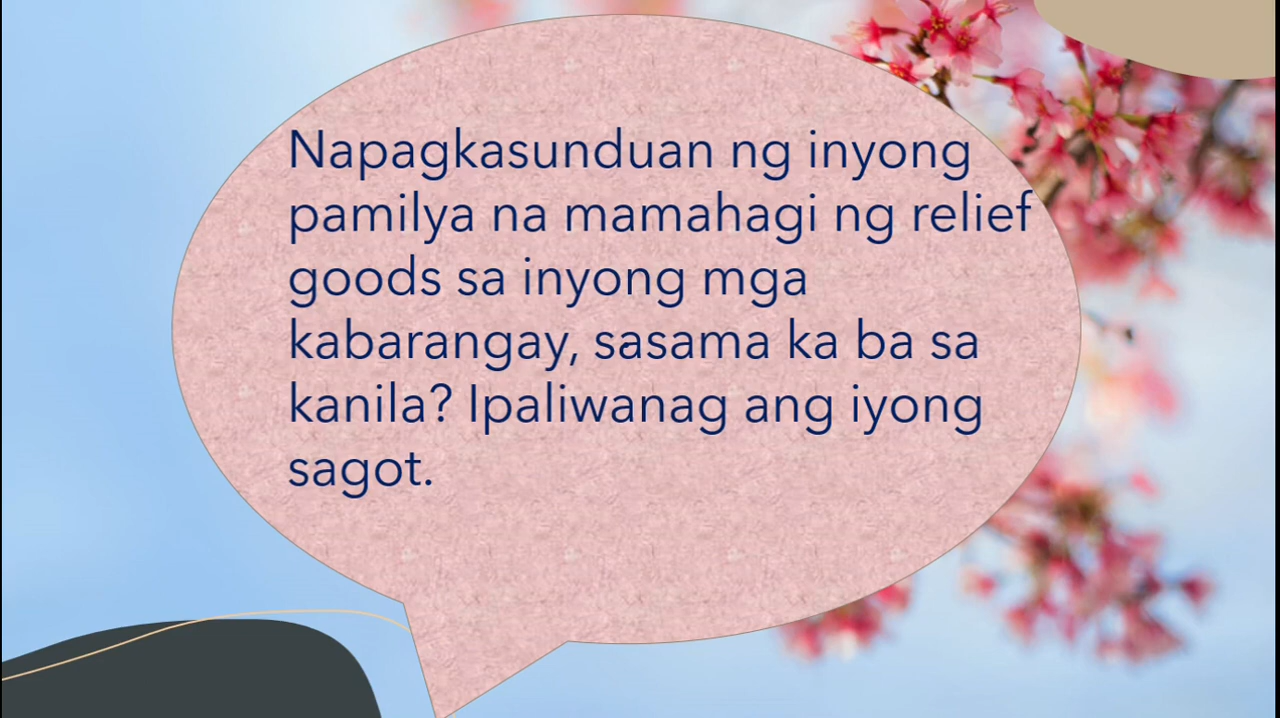 Napagkasunduan ng inyong
pamilya na mamahagi ng relief
goods sa inyong mga
kabarangay, sasama ka ba sa
kanila? Ipaliwanag ang iyong
sagot.